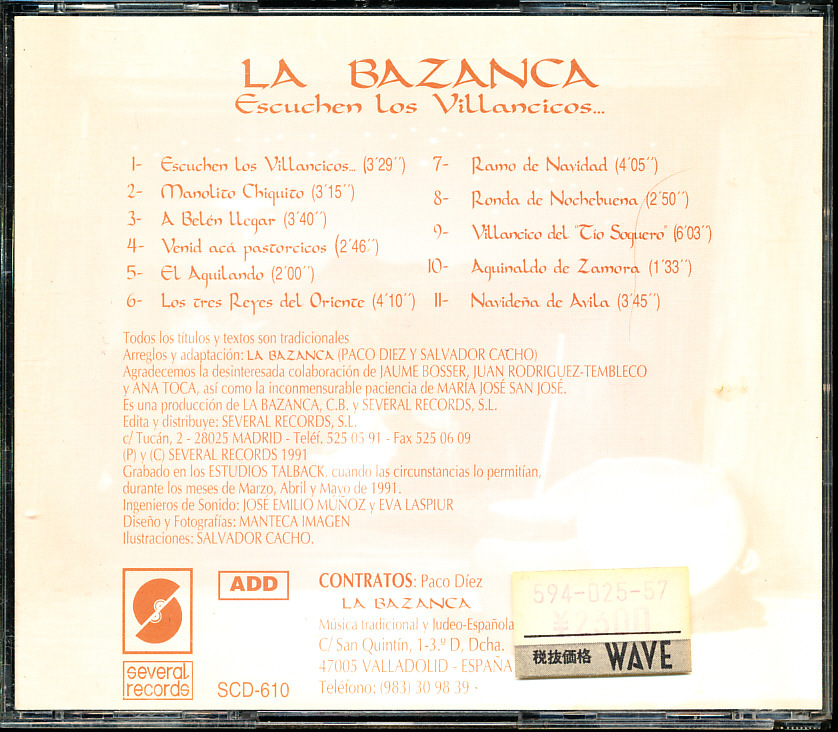 LA BAZANCA
Escuchen los Villancicos...
1- Escuchen los Villancicos... (3'29'')
2- Manolito Chiquito (3'15'')
3- A Belén llegar (3'40'')
4- Venid acá pastorcicos (2'46'')
5- El Aguilando (2'00'')
6- Los tres Reyes del Oriente (4'10'')
7- Ramo de Navidad (4'05'')
8- Ronda de Nochebuena (2'50'')
9- Villancico del "Tío Soguero" (6'03'')
10- Aguinaldo de Zamora (1'33'')
11- Navideña de Avila (3'45'')
Todos los títulos y textos son tradicionales
Arreglos y adaptación: LA BAZANCA (PACO DIEZ Y SALVADOR CACHO)
Agradecemos la desinteresada colaboración de JAUME BOSSER, JUAN RODRIGUEZ-TEMBLECO
y ANA TOCA, así como la inconmensurable paciencia de MARÍA JOSÉ SAN JOSÉ.
Es una producción de LA BAZANCA, C.B. y SEVERAL RECORDS, S.L.
Edita y distribuye: SEVERAL RECORDS, S.L.
c/ Tucán, 2 - 28025 MADRID - Teléf. 525 05 91 - Fax 525 06 09
(P) y (C) SEVERAL RECORDS 1991
Grabado en los ESTUDIOS TALBACK, cuando las circunstancias lo permitían,
durante los meses de Marzo, Abril y Mayo de 1991.
Ingenieros de Sonido: JOSÉ EMILIO MUÑOZ y EVA LASPIUR
Diseño y Fotografías: MANTECA IMAGEN
Ilustraciones: SALVADOR CACHO.
several
records
ADD
SCD-610
CONTRATOS: Paco Díez
LA BAZANCA
Música tradicional y Judeo-Española
C/ San Quintín, 1-3.º D, Dcha.
47005 VALLADOLID - ESPAÑA
Teléfono: (983) 30 98 39 -
594-025-57
¥2300
税抜価格 WAVE